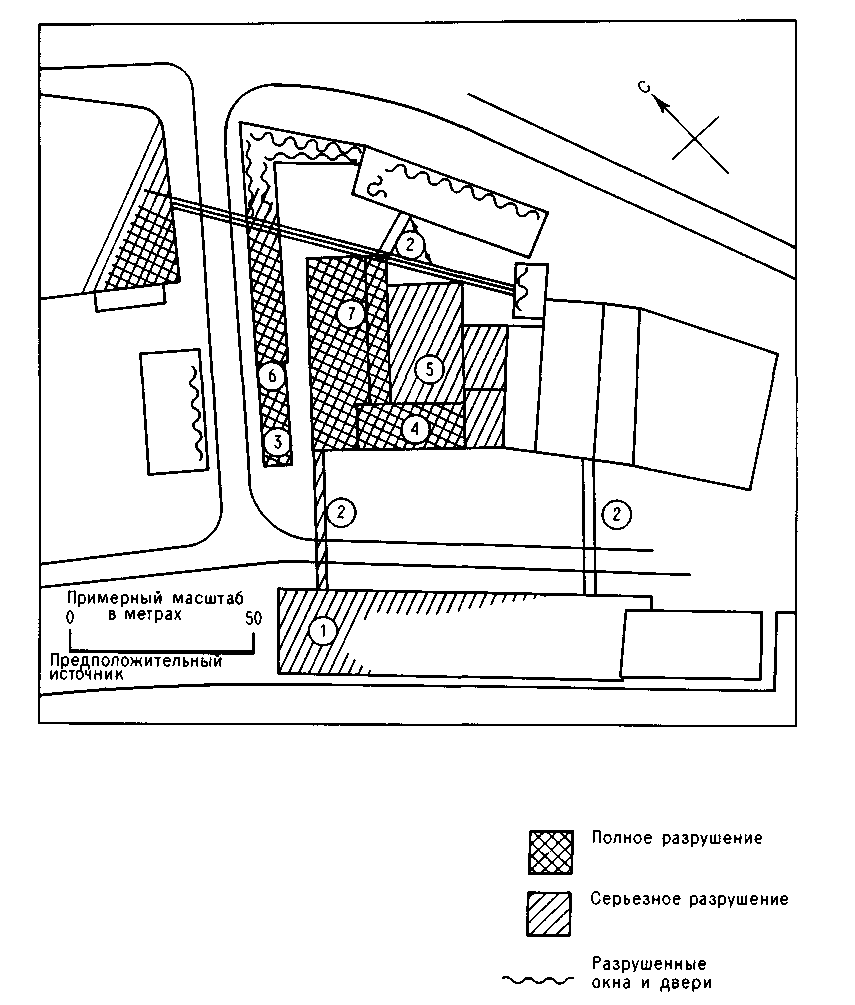 С
2
7
5
6
4
3
2
2
Примерный масштаб
0 в метрах 50
1
Предположительный
источник
Полное разрушение
Серьезное разрушение
Разрушенные
окна и двери